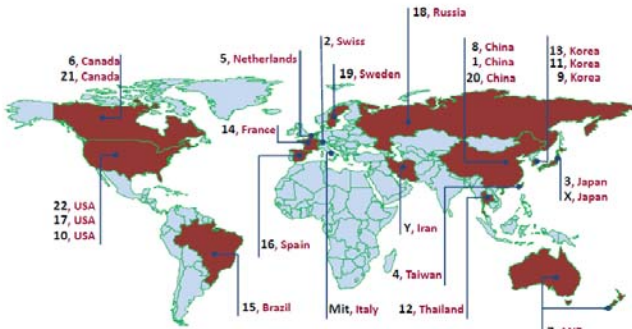 18, Russia
6, Canada
21, Canada
5, Netherlands
2, Swiss
19, Sweden
8, China
1, China
20, China
13, Korea
11, Korea
9, Korea
14, France
22, USA
17, USA
10, USA
3, Japan
X, Japan
16, Spain
Y, Iran
4, Taiwan
15, Brazil
Mit, Italy
12, Thailand